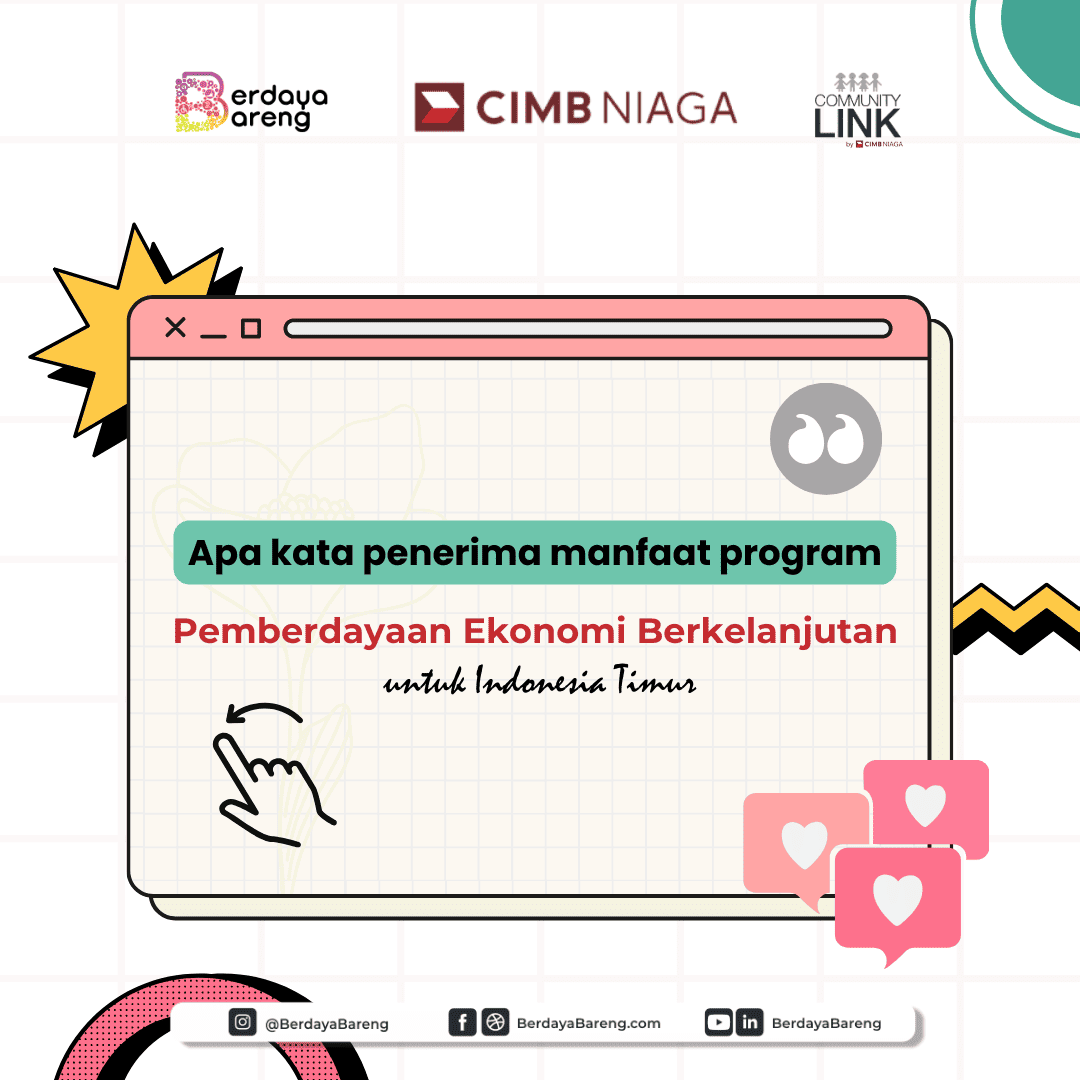 Berdaya
Bareng
CIMB NIAGA
COMMUNITY
LINK
by CIMB NIAGA
Apa kata penerima manfaat program
Pemberdayaan Ekonomi Berkelanjutan
untuk Indonesia Timur
@BerdayaBareng
BerdayaBareng.com
BerdayaBareng